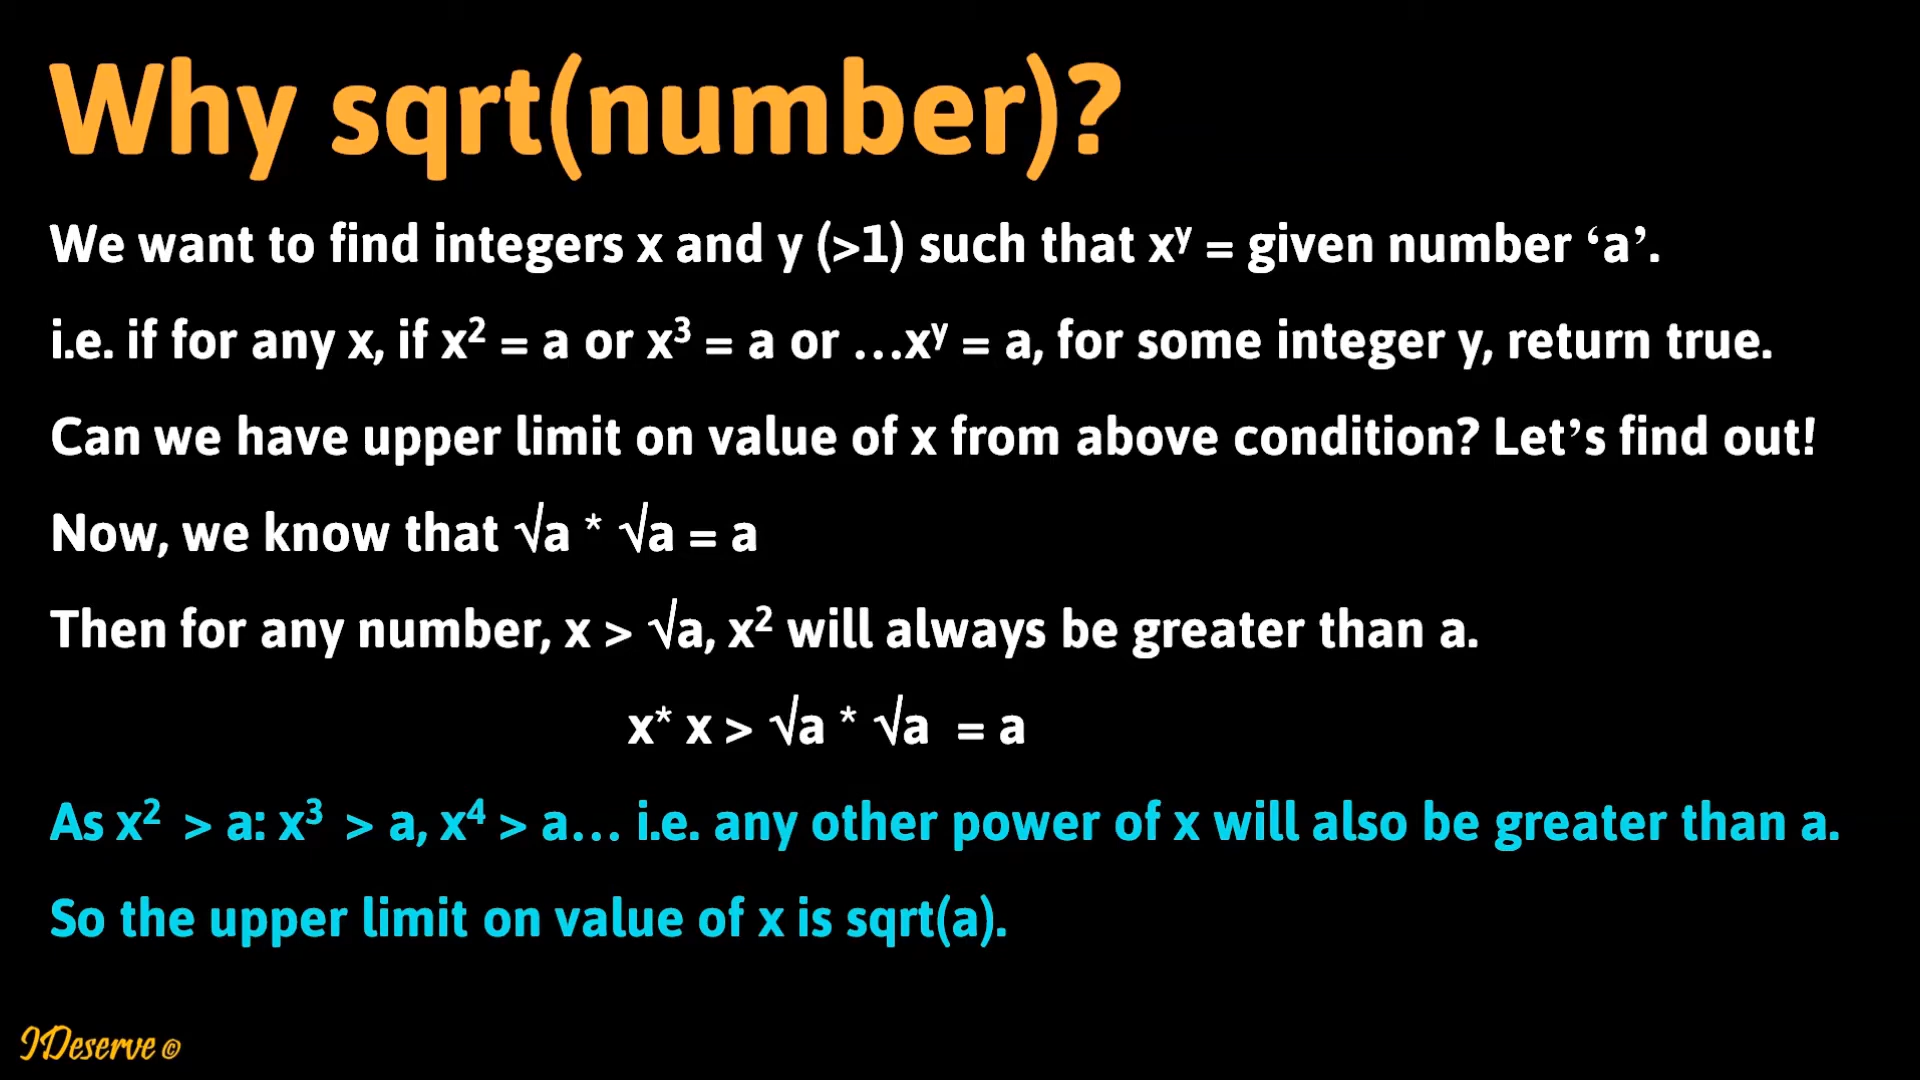 Why sqrt(number)?
We want to find integers x and y (>1) such that xʸ = given number ‘a’.
i.e. if for any x, if x² = a or x³ = a or …xʸ = a, for some integer y, return true.
Can we have upper limit on value of x from above condition? Let’s find out!
Now, we know that √a * √a = a
Then for any number, x > √a, x² will always be greater than a.
x* x > √a * √a = a
As x² > a: x³ > a, x⁴ > a… i.e. any other power of x will also be greater than a.
So the upper limit on value of x is sqrt(a).
IDeserve ©